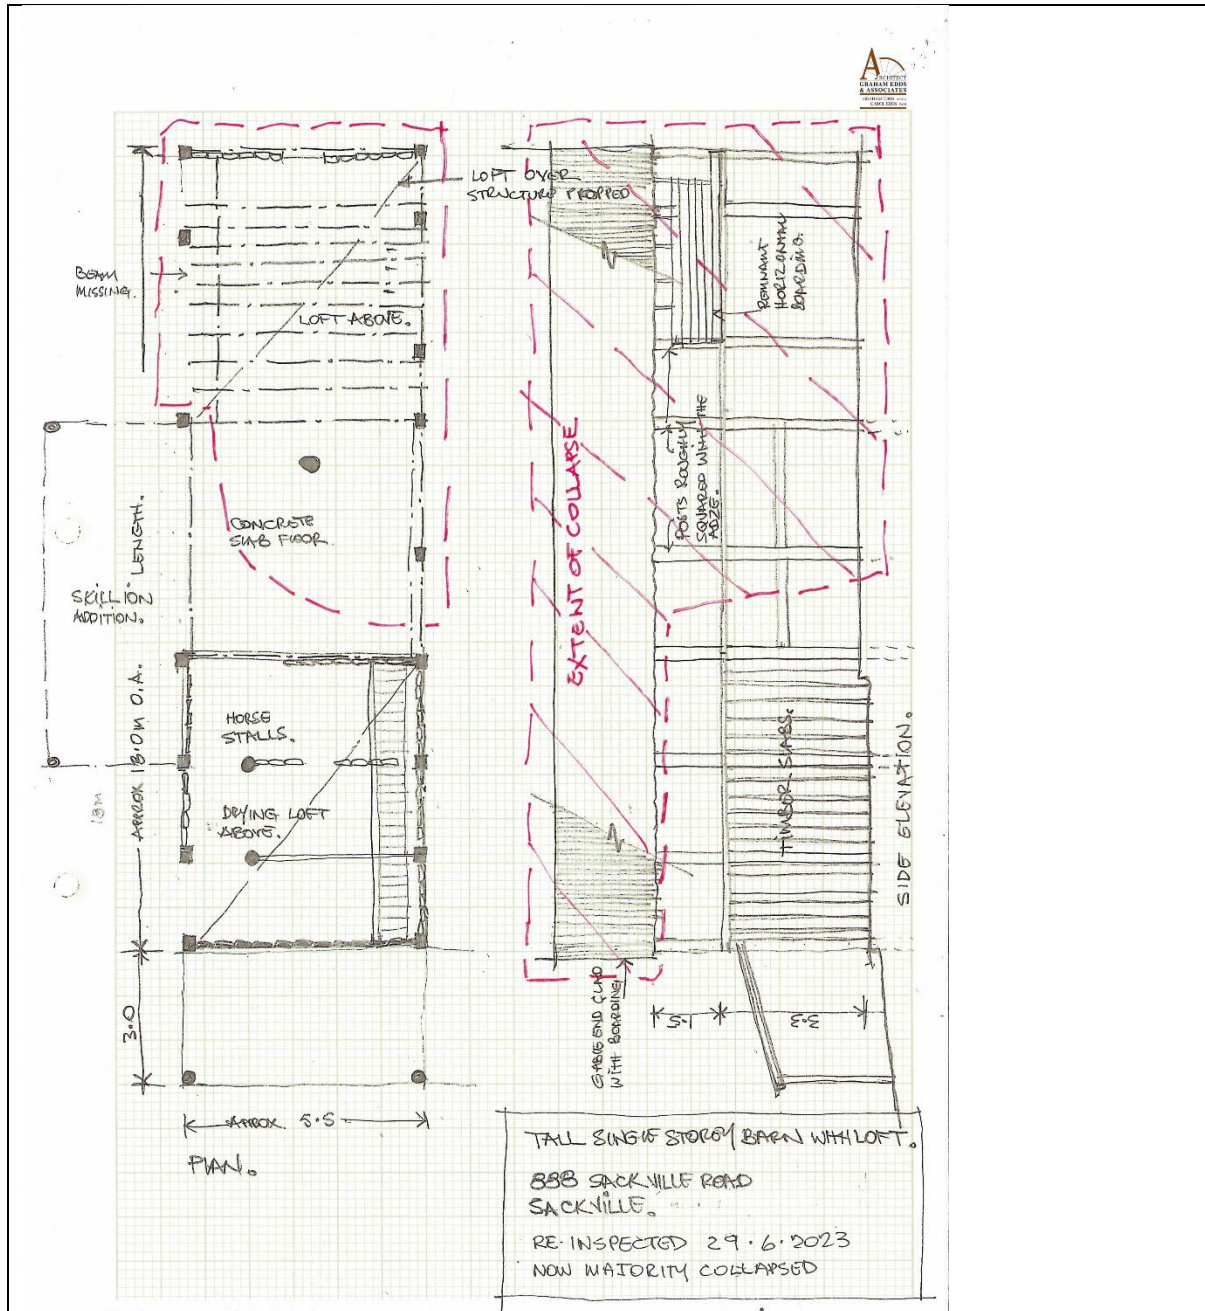 ARCHITECT
GRAHAM EDDS
& ASSOCIATES
LOFT OVER
STRUCTURE PROPPED
BEAM
MISSING.
LOFT ABOVE.
CONCRETE
SLAB FLOOR.
SKILLION
ADDITION.
APPROX 18.0M O.A. LENGTH.
18M
HORSE
STALLS.
DRYING LOFT
ABOVE.
3.0
APPROX. 5.5
PLAN.
REMNANT
HORIZONTAL
BOARDING.
POSTS ROUGHLY
SQUARED WITH THE
ADZE.
EXTENT OF COLLAPSE
TIMBER SLABS.
SIDE ELEVATION.
GABLE END CLAD
WITH BOARDING
1.5
3.3
TALL SINGLE STOREY BARN WITH LOFT.
888 SACKVILLE ROAD
SACKVILLE.
RE-INSPECTED 29.6.2023
NOW MAJORITY COLLAPSED